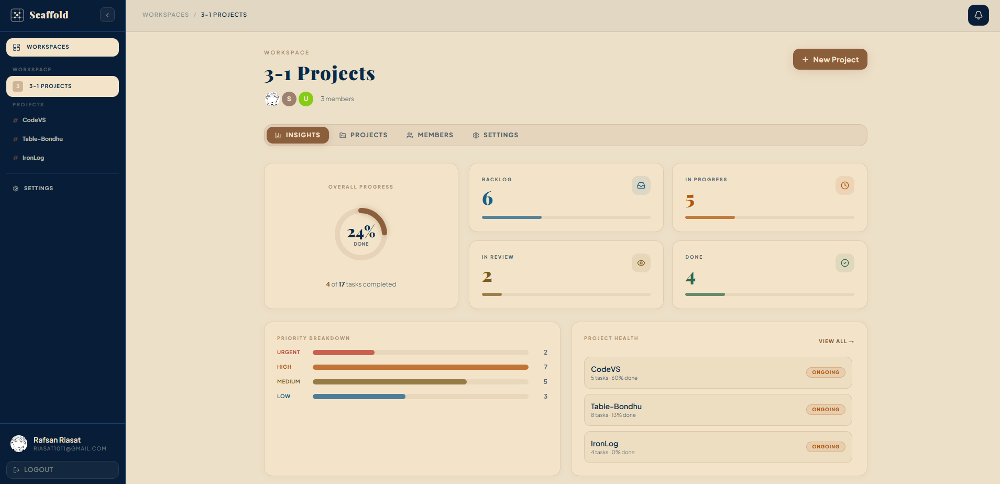 Scaffold
WORKSPACES
WORKSPACE
3 3-1 PROJECTS
PROJECTS
# CodeVS
# Table-Bondhu
# IronLog
SETTINGS
Rafsan Riasat
RIASAT1011@GMAIL.COM
LOGOUT
WORKSPACES / 3-1 PROJECTS
WORKSPACE
3-1 Projects
S U 3 members
+ New Project
INSIGHTS PROJECTS MEMBERS SETTINGS
OVERALL PROGRESS
24%
DONE
4 of 17 tasks completed
BACKLOG
6
IN PROGRESS
5
IN REVIEW
2
DONE
4
PRIORITY BREAKDOWN
URGENT 2
HIGH 7
MEDIUM 5
LOW 3
PROJECT HEALTH
VIEW ALL →
CodeVS
5 tasks · 60% done
ONGOING
Table-Bondhu
8 tasks · 13% done
ONGOING
IronLog
4 tasks · 0% done
ONGOING